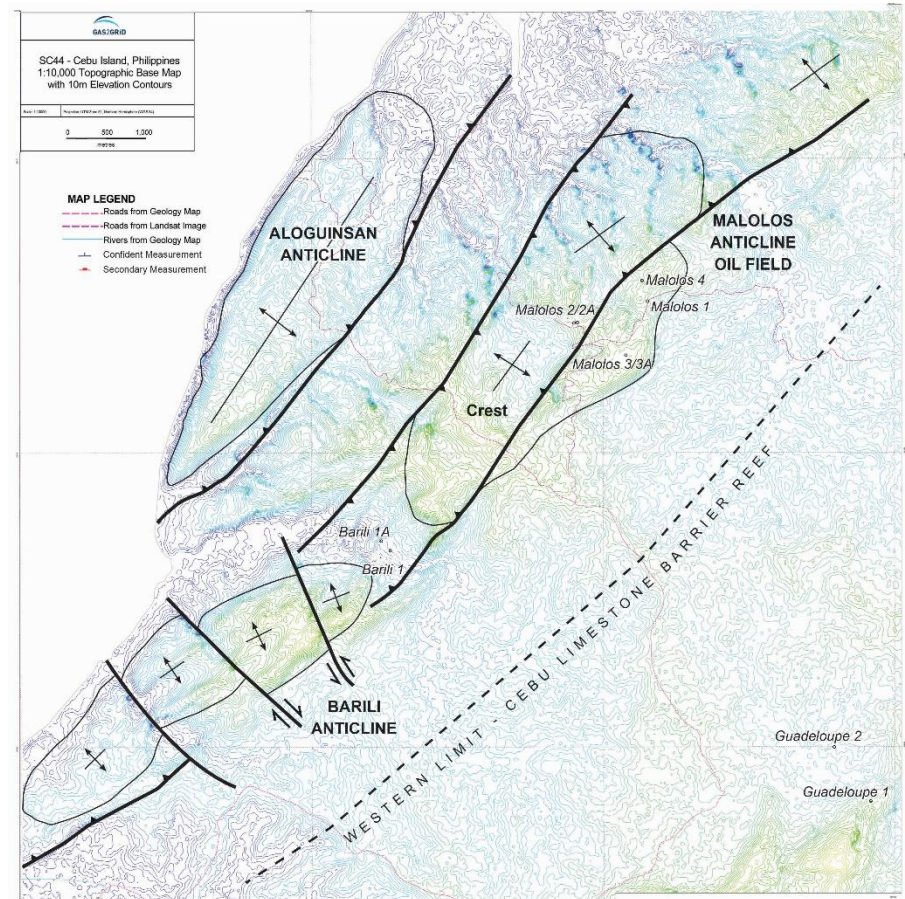 GAS2GRID
SC44 - Cebu Island, Philippines
1:10,000 Topographic Base Map
with 10m Elevation Contours
0 500 1,000
metres
MAP LEGEND
Roads from Geology Map
Roads from Landsat Image
Rivers from Geology Map
Confident Measurement
Secondary Measurement
ALOGUINSAN
ANTICLINE
MALOLOS
ANTICLINE
OIL FIELD
Malolos 4
Malolos 1
Malolos 2/2A
Malolos 3/3A
Crest
Barili 1A
Barili 1
BARILI
ANTICLINE
WESTERN LIMIT - CEBU LIMESTONE BARRIER REEF
Guadeloupe 2
Guadeloupe 1